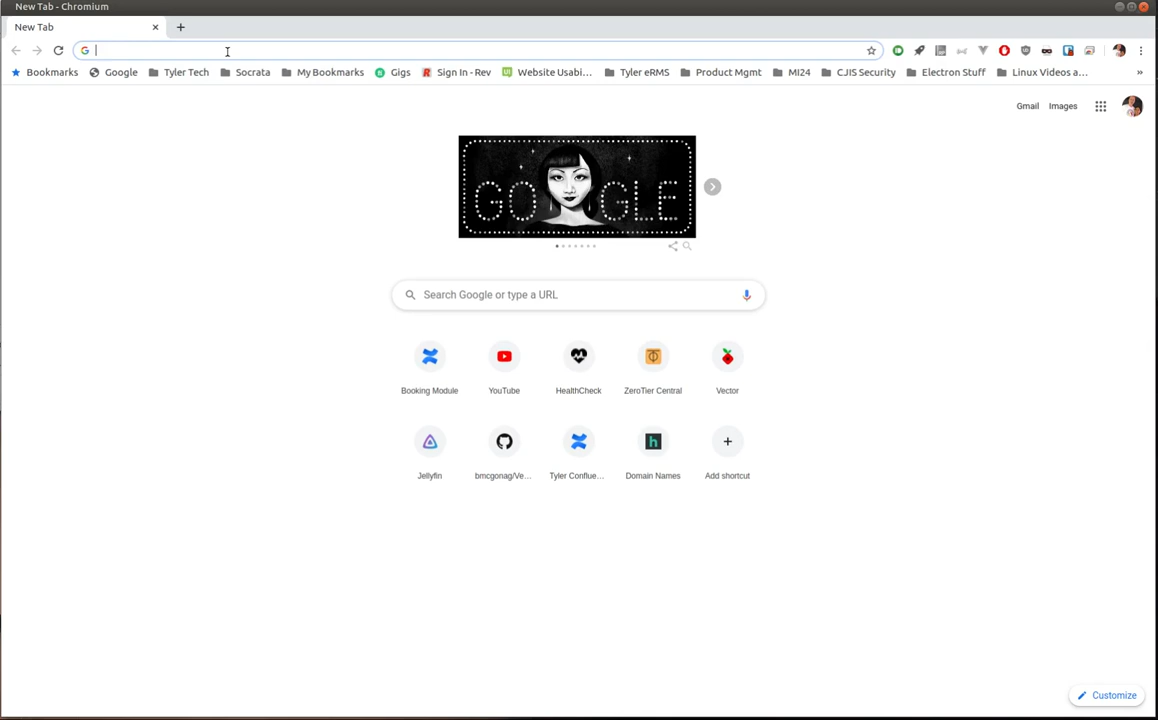 New Tab - Chromium
New Tab
Bookmarks Google Tyler Tech Socrata My Bookmarks Gigs Sign In - Rev Website Usabi... Tyler eRMS Product Mgmt MI24 CJIS Security Electron Stuff Linux Videos a... »
Gmail Images
GOOGLE
Search Google or type a URL
Booking Module YouTube HealthCheck ZeroTier Central Vector
Jellyfin bmcgonag/Ve... Tyler Conflue... Domain Names Add shortcut
Customize